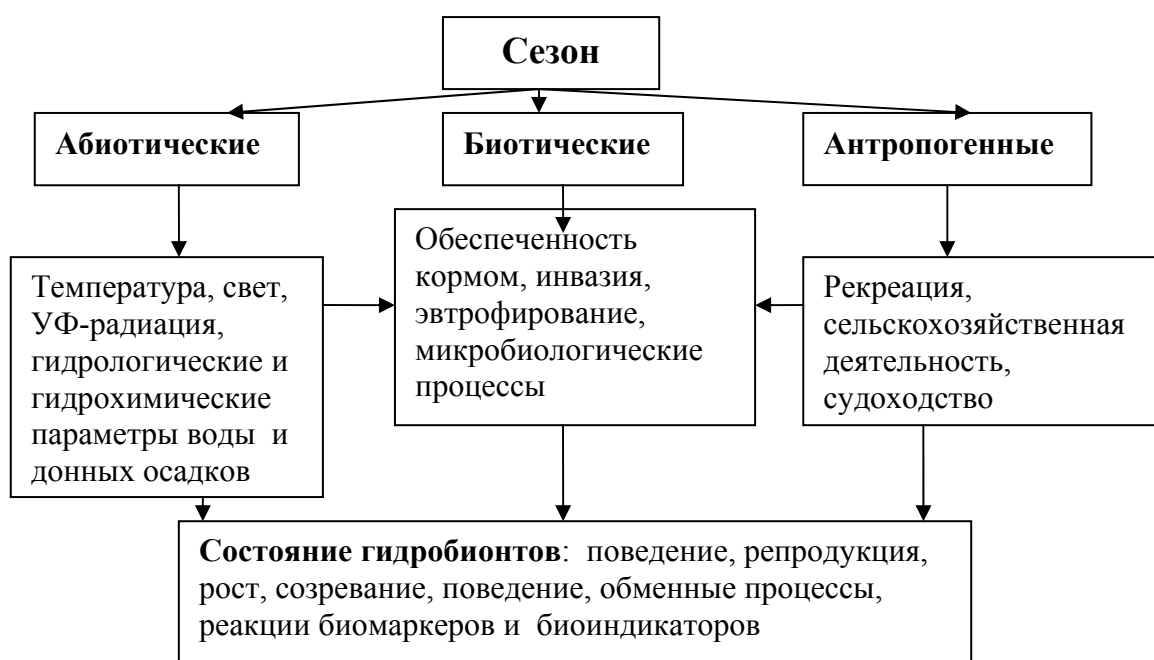 Сезон
Абиотические
Биотические
Антропогенные
Температура, свет,
УФ-радиация,
гидрологические и
гидрохимические
параметры воды и
донных осадков
Обеспеченность
кормом, инвазия,
эвтрофирование,
микробиологические
процессы
Рекреация,
сельскохозяйственная
деятельность,
судоходство
Состояние гидробионтов: поведение, репродукция,
рост, созревание, поведение, обменные процессы,
реакции биомаркеров и биоиндикаторов